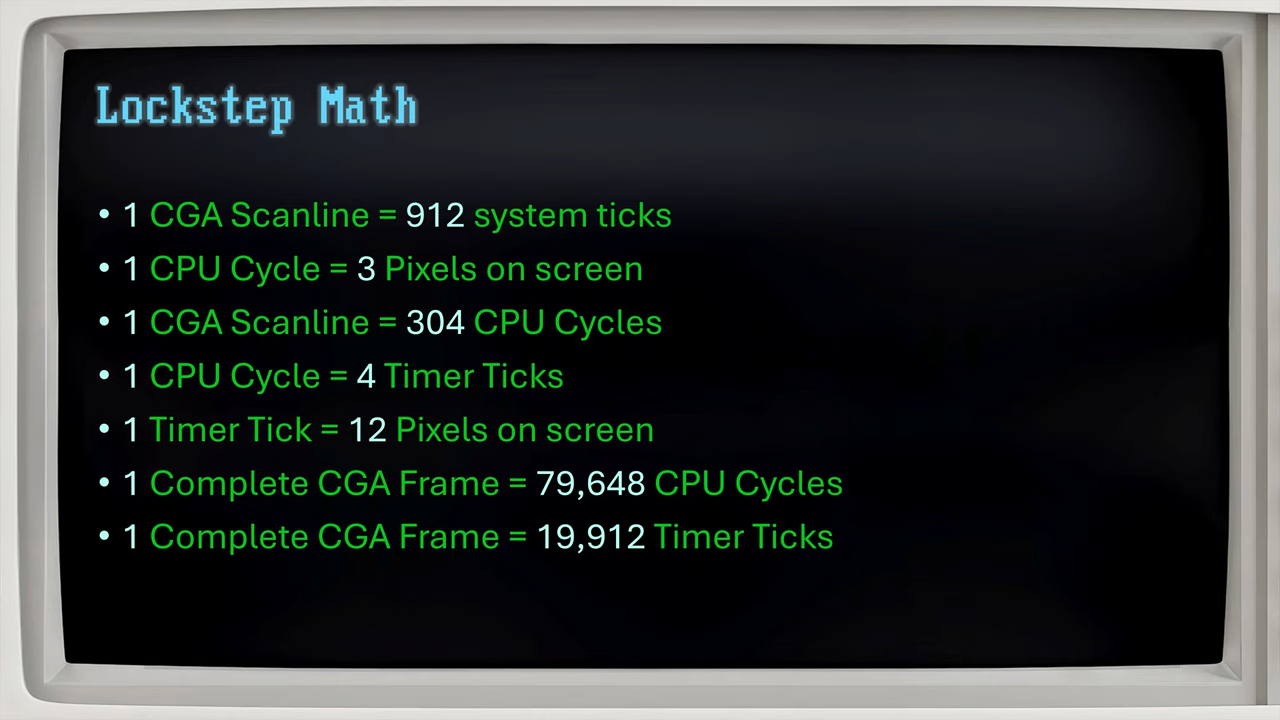 Lockstep Math
• 1 CGA Scanline = 912 system ticks
• 1 CPU Cycle = 3 Pixels on screen
• 1 CGA Scanline = 304 CPU Cycles
• 1 CPU Cycle = 4 Timer Ticks
• 1 Timer Tick = 12 Pixels on screen
• 1 Complete CGA Frame = 79,648 CPU Cycles
• 1 Complete CGA Frame = 19,912 Timer Ticks